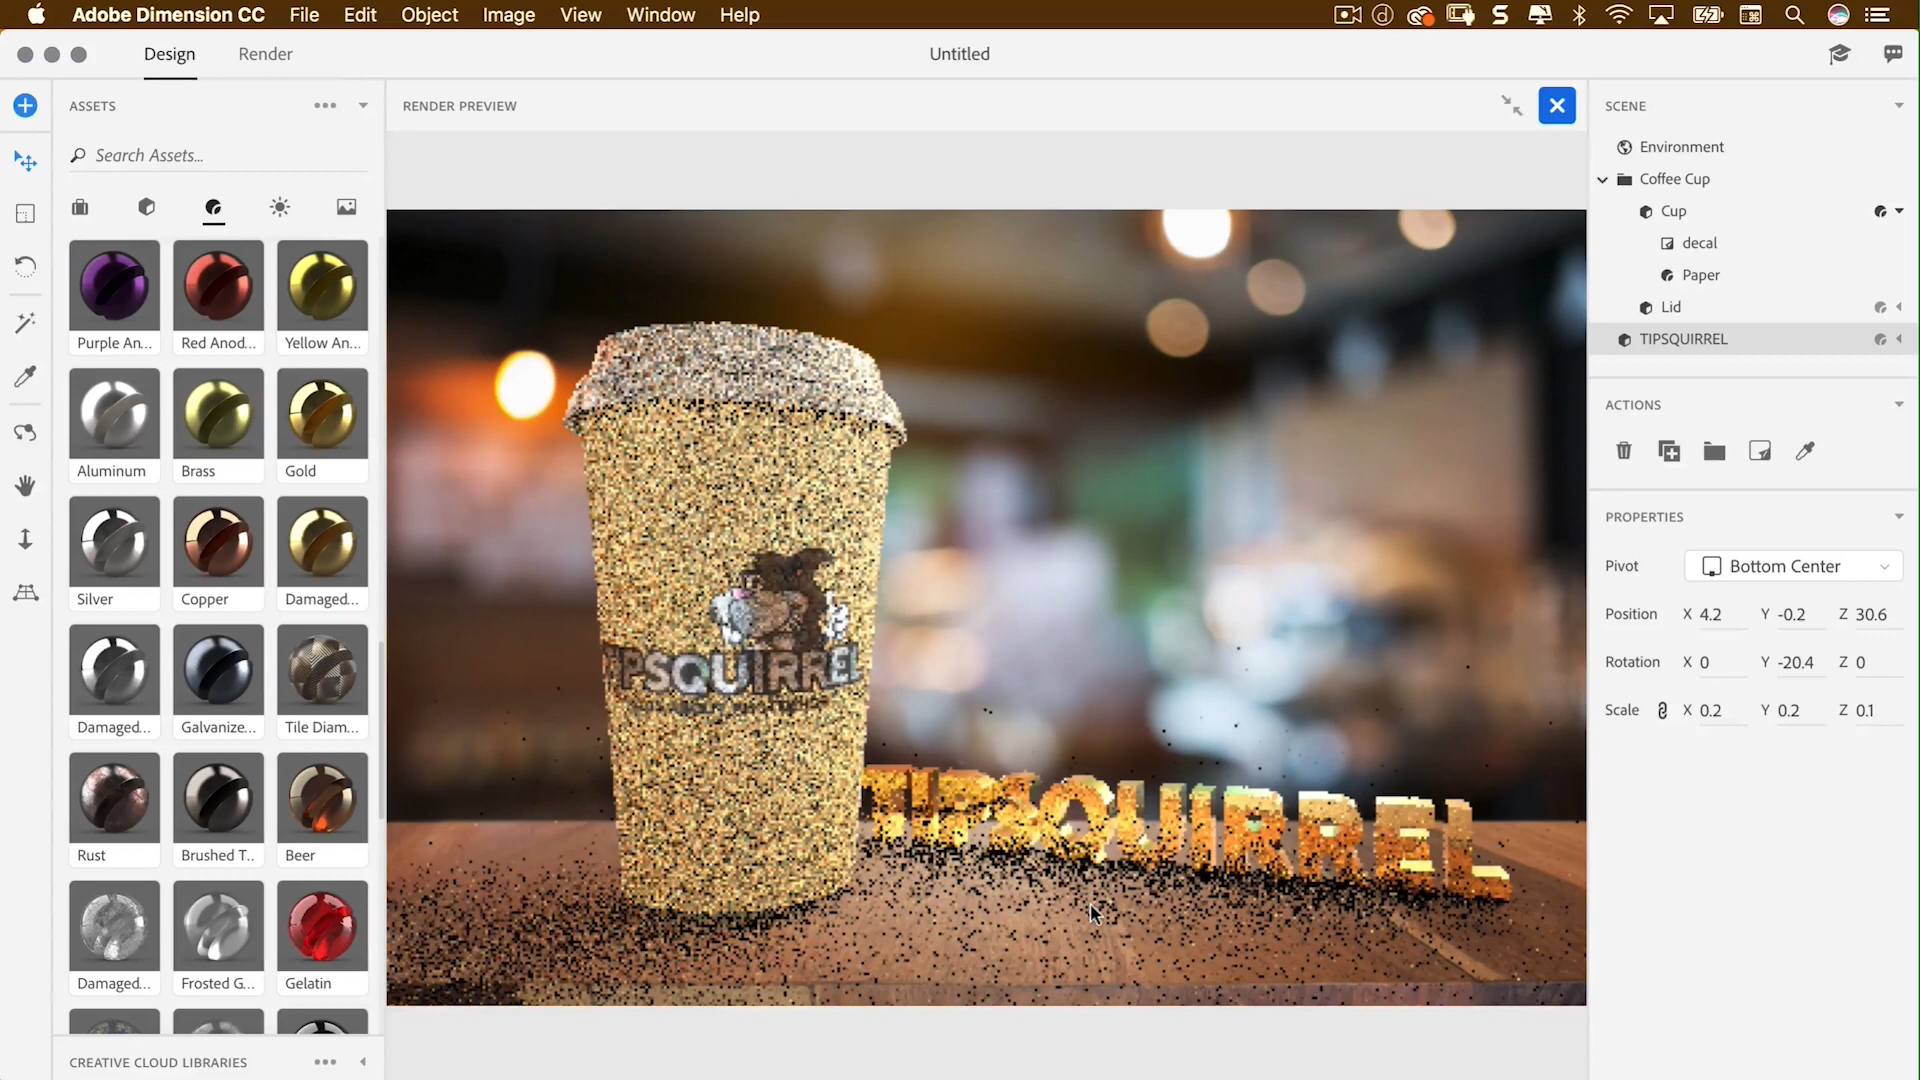 Adobe Dimension CC File Edit Object Image View Window Help
Design Render Untitled
ASSETS
Search Assets...
Purple An... Red Anod... Yellow An...
Aluminum Brass Gold
Silver Copper Damaged...
Damaged... Galvanize... Tile Diam...
Rust Brushed T... Beer
Damaged... Frosted G... Gelatin
CREATIVE CLOUD LIBRARIES
RENDER PREVIEW
TIPSQUIRREL
TIPSQUIRREL
SCENE
Environment
Coffee Cup
Cup
decal
Paper
Lid
TIPSQUIRREL
ACTIONS
PROPERTIES
Pivot Bottom Center
Position X 4.2 Y -0.2 Z 30.6
Rotation X 0 Y -20.4 Z 0
Scale X 0.2 Y 0.2 Z 0.1